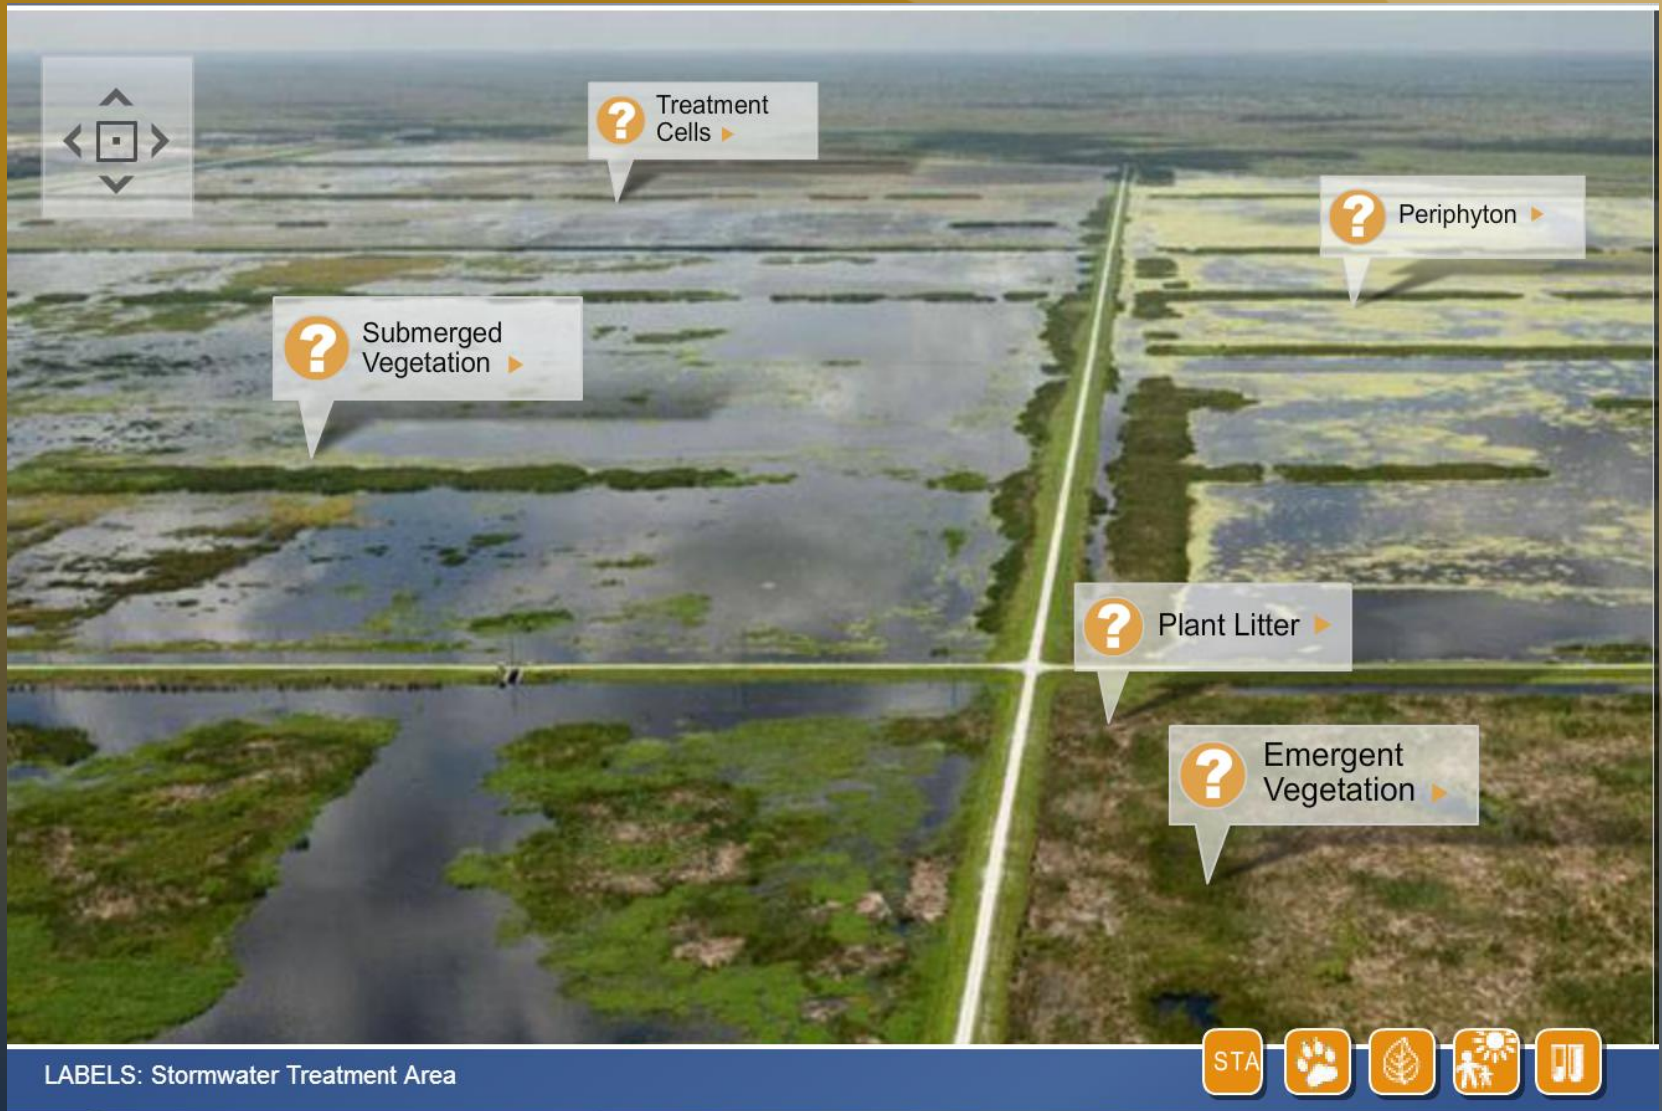 Treatment
Cells
Periphyton
Submerged
Vegetation
Plant Litter
Emergent
Vegetation
LABELS: Stormwater Treatment Area
STA